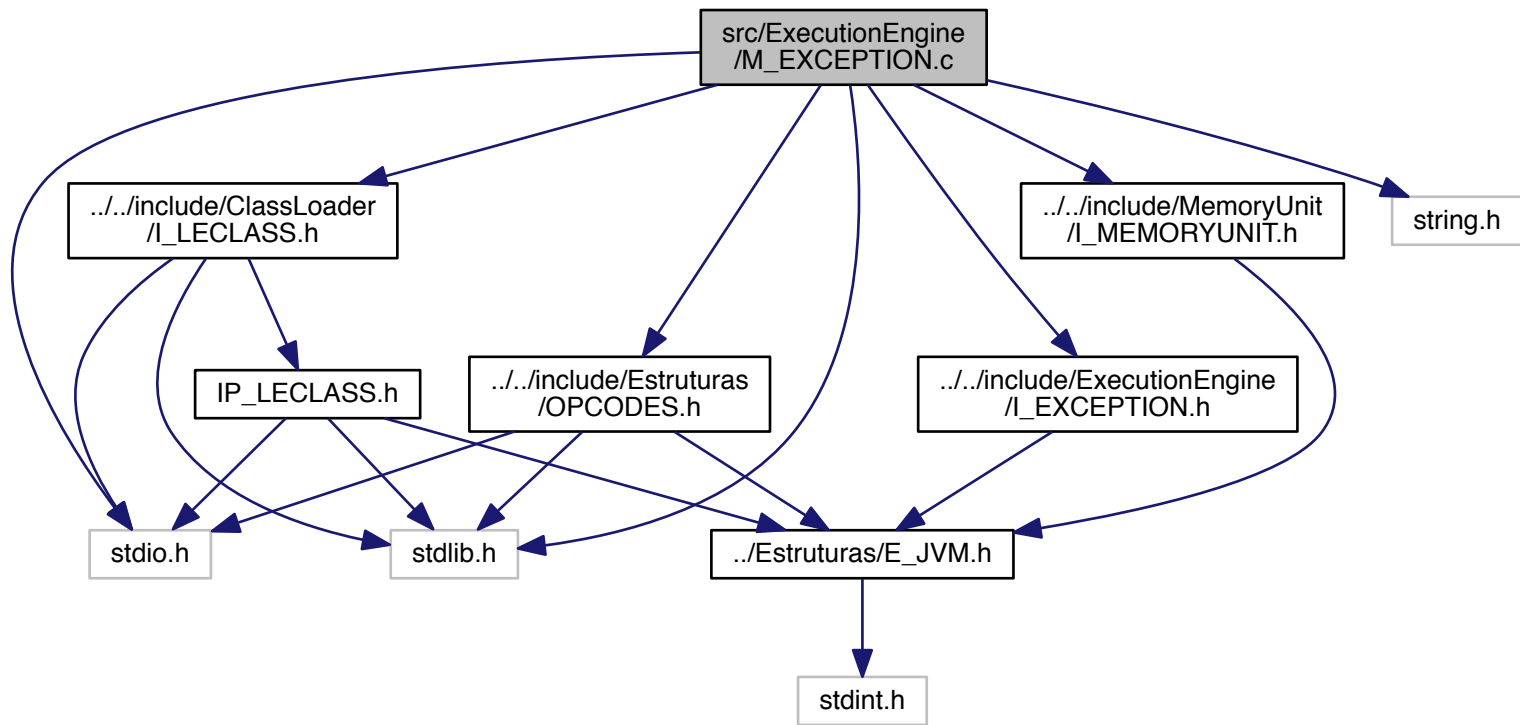 src/ExecutionEngine
/M_EXCEPTION.c
../../include/ClassLoader
/I_LECLASS.h
../../include/MemoryUnit
/I_MEMORYUNIT.h
string.h
IP_LECLASS.h
../../include/Estruturas
/OPCODES.h
../../include/ExecutionEngine
/I_EXCEPTION.h
stdio.h
stdlib.h
../Estruturas/E_JVM.h
stdint.h